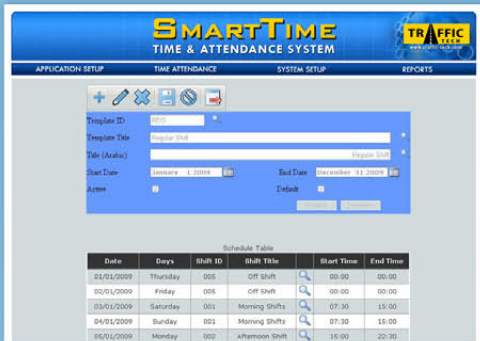 SMARTTIME
TIME & ATTENDANCE SYSTEM
TRAFFIC
TECH
www.traffic-tech.com
APPLICATION SETUP TIME ATTENDANCE SYSTEM SETUP REPORTS
Template ID REG
Template Title Regular Shift
Title (Arabic) Regular Shift
Start Date January 1 2009 End Date December 31 2009
Active Default
Schedule Table
Date Days Shift ID Shift Title Start Time End Time
01/01/2009 Thursday 005 Off Shift 00:00 00:00
02/01/2009 Friday 005 Off Shift 00:00 00:00
03/01/2009 Saturday 001 Morning Shifts 07:30 15:00
04/01/2009 Sunday 001 Morning Shifts 07:30 15:00
05/01/2009 Monday 002 Afternoon Shift 15:00 22:30